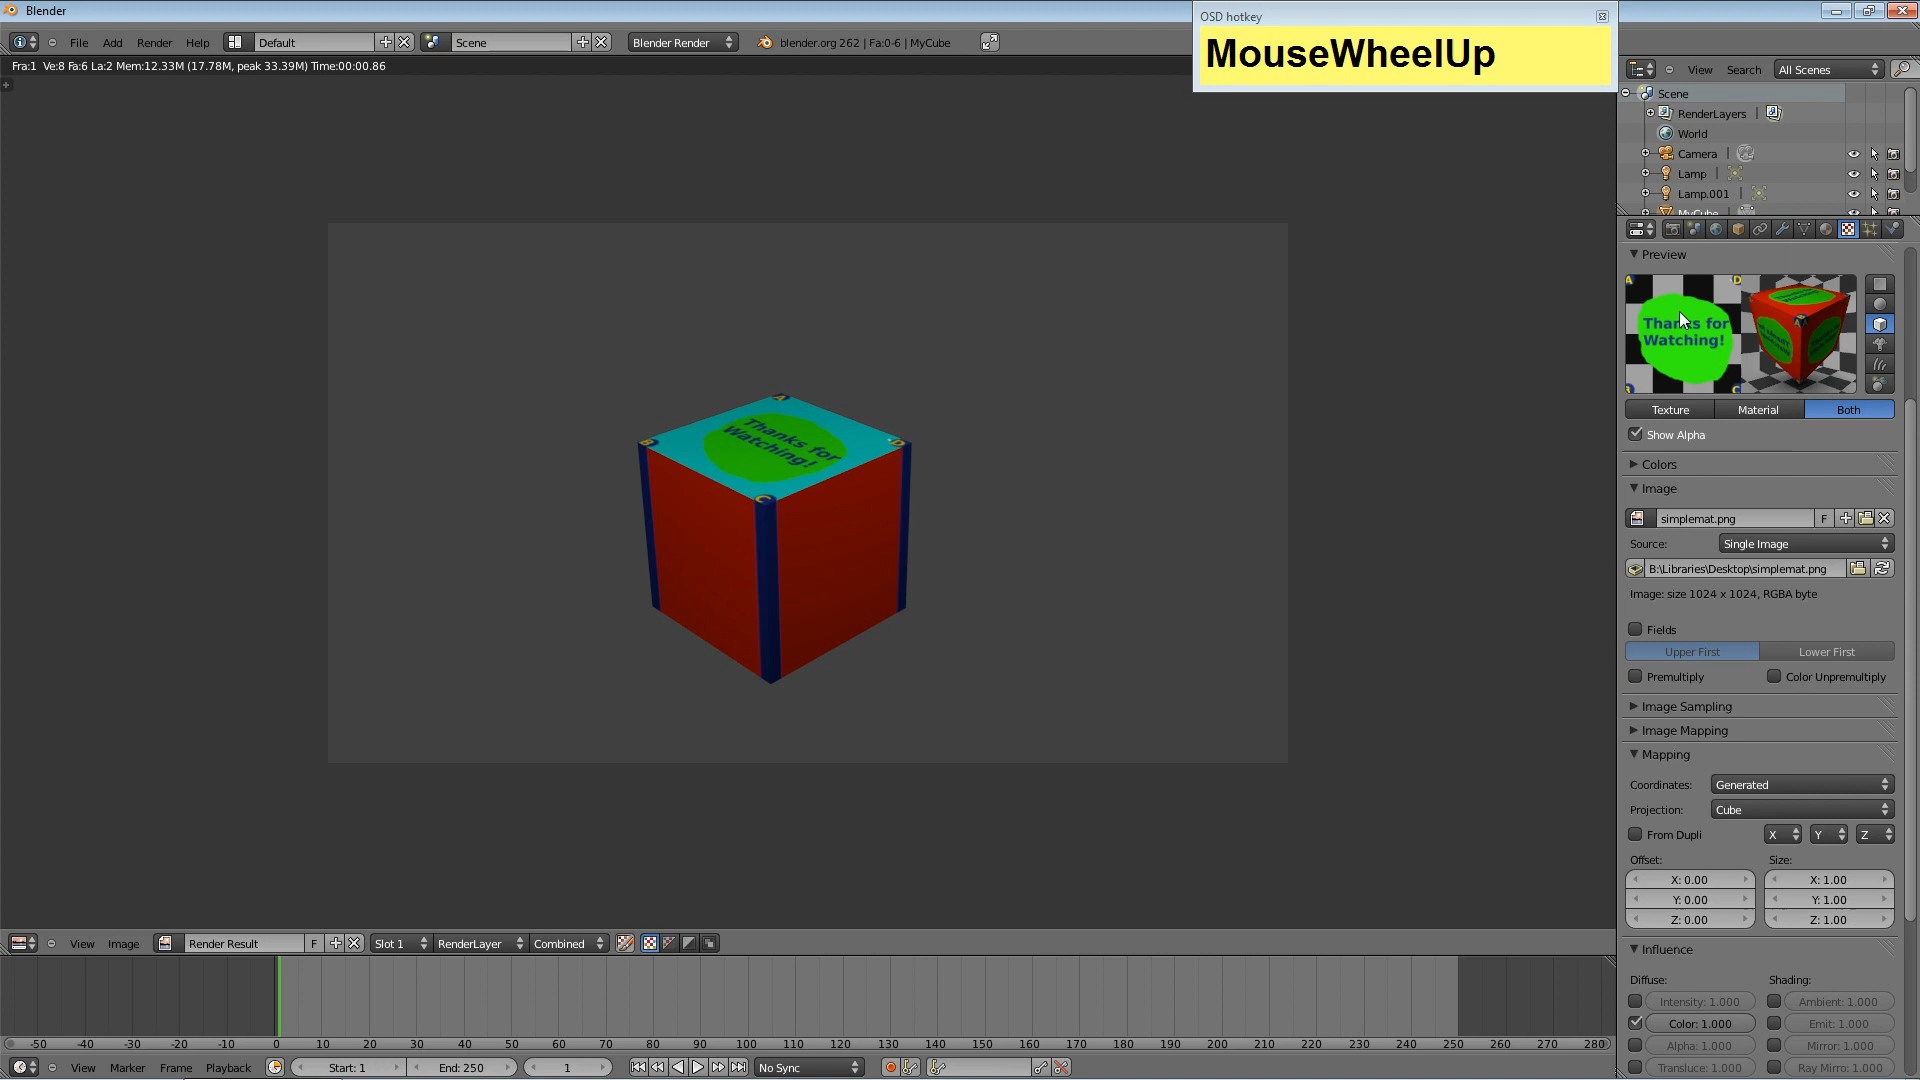 Blender
OSD hotkey
MouseWheelUp
File Add Render Help Default Scene Blender Render blender.org 262 | Fa:0-6 | MyCube
Fra:1 Ve:8 Fa:6 La:2 Mem:12.33M (17.78M, peak 33.39M) Time:00:00.86
View Search All Scenes
Scene
RenderLayers
World
Camera
Lamp
Lamp.001
MyCube
Preview
A D
Thanks for
Watching!
C
Texture Material Both
Show Alpha
Colors
Image
simplemat.png F
Source: Single Image
B:\Libraries\Desktop\simplemat.png
Image: size 1024 x 1024, RGBA byte
Fields
Upper First Lower First
Premultiply Color Unpremultiply
Image Sampling
Image Mapping
Mapping
Coordinates: Generated
Projection: Cube
From Dupli X Y Z
Offset: Size:
X: 0.00 X: 1.00
Y: 0.00 Y: 1.00
Z: 0.00 Z: 1.00
Influence
Diffuse: Shading:
Intensity: 1.000 Ambient: 1.000
Color: 1.000 Emit: 1.000
Alpha: 1.000 Mirror: 1.000
Transluce: 1.000 Ray Mirro: 1.000
A
B
D
Thanks for
Watching!
C
View Image Render Result F Slot 1 RenderLayer Combined
-50 -40 -30 -20 -10 0 10 20 30 40 50 60 70 80 90 100 110 120 130 140 150 160 170 180 190 200 210 220 230 240 250 260 270 280
View Marker Frame Playback Start: 1 End: 250 1 No Sync